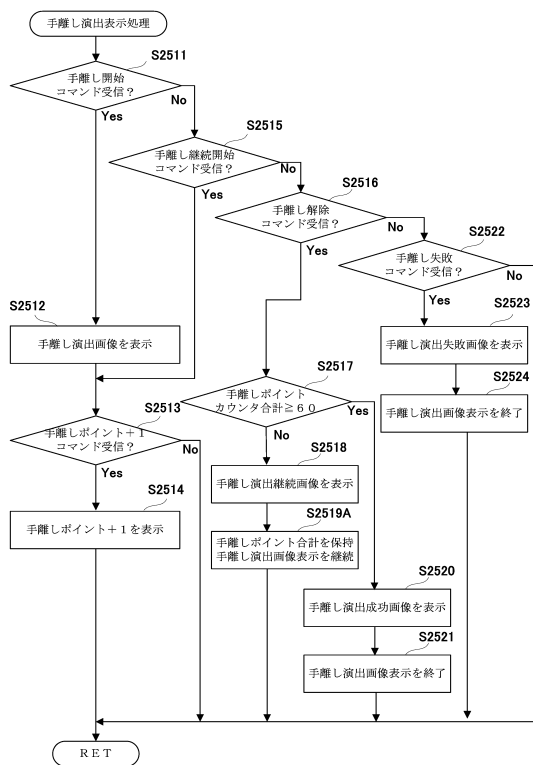 手離し演出表示処理
S2511
手離し開始
コマンド受信？
No
Yes
S2515
手離し継続開始
コマンド受信？
No
Yes
S2516
手離し解除
コマンド受信？
No
Yes
S2522
手離し失敗
コマンド受信？
No
Yes
S2512
手離し演出画像を表示
S2523
手離し演出失敗画像を表示
S2524
手離し演出画像表示を終了
S2517
手離しポイント
カウンタ合計≧６０
Yes
No
S2513
手離しポイント＋１
コマンド受信？
No
Yes
S2518
手離し演出継続画像を表示
S2514
手離しポイント＋１を表示
S2519A
手離しポイント合計を保持
手離し演出画像表示を継続
S2520
手離し演出成功画像を表示
S2521
手離し演出画像表示を終了
ＲＥＴ